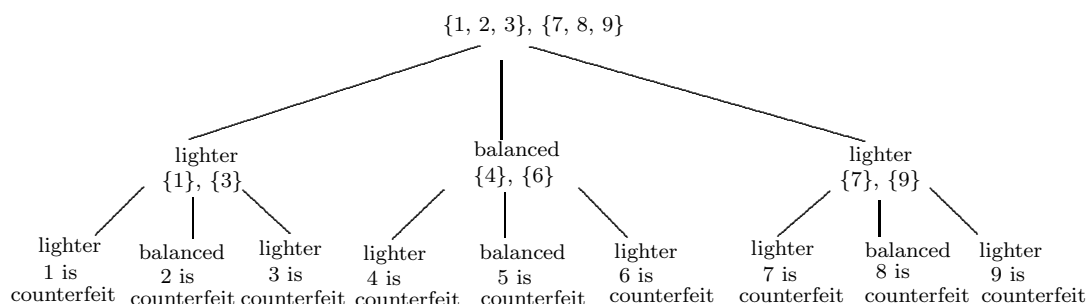 {1, 2, 3}, {7, 8, 9}
lighter
{1}, {3}
balanced
{4}, {6}
lighter
{7}, {9}
lighter
1 is
counterfeit
balanced
2 is
counterfeit
lighter
3 is
counterfeit
lighter
4 is
counterfeit
balanced
5 is
counterfeit
lighter
6 is
counterfeit
lighter
7 is
counterfeit
balanced
8 is
counterfeit
lighter
9 is
counterfeit